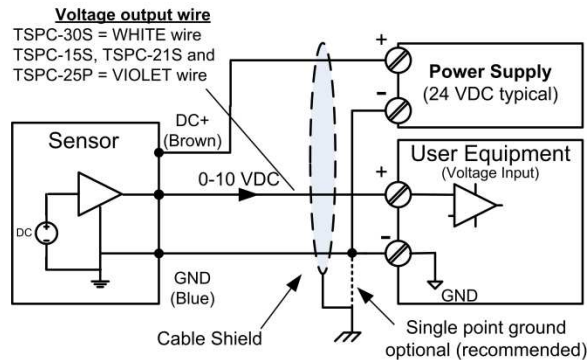 Voltage output wire
TSPC-30S = WHITE wire
TSPC-15S, TSPC-21S and
TSPC-25P = VIOLET wire
+
Power Supply
(24 VDC typical)
-
DC+
(Brown)
Sensor
User Equipment
(Voltage Input)
+
0-10 VDC
DC
+
-
-
GND
GND
(Blue)
Cable Shield
Single point ground
optional (recommended)